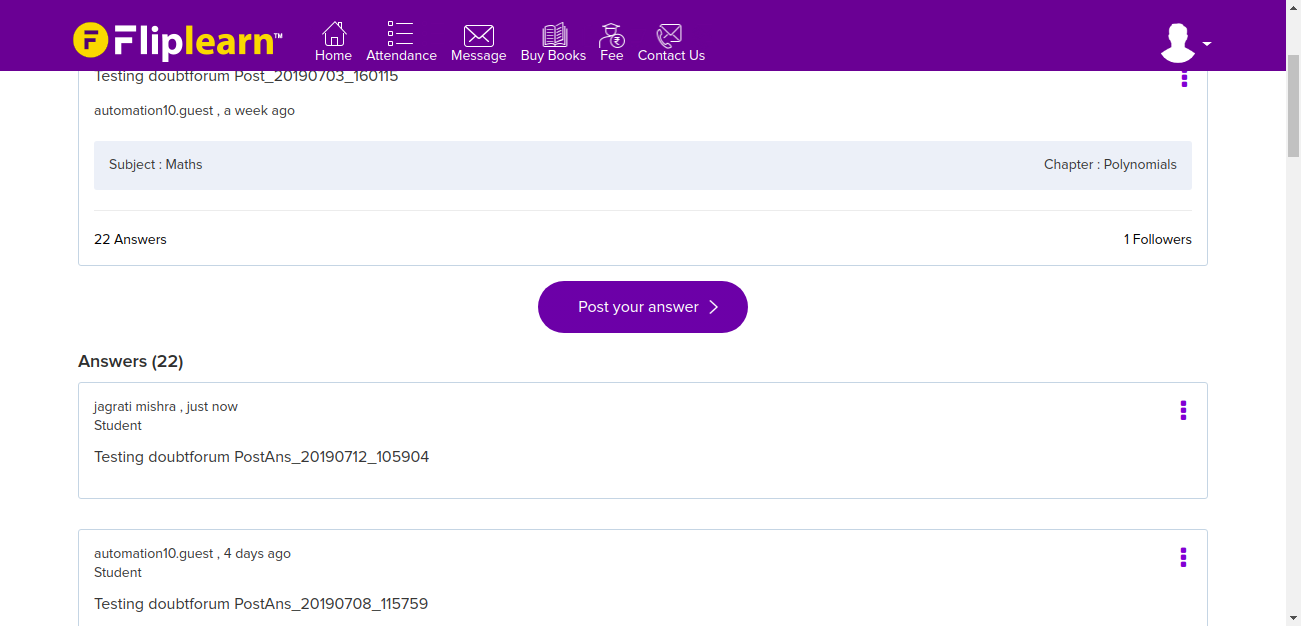 Fliplearn™
Home Attendance Message Buy Books Fee Contact Us
Testing doubtforum Post_20190703_160115
automation10.guest , a week ago
Subject : Maths Chapter : Polynomials
22 Answers 1 Followers
Post your answer
Answers (22)
jagrati mishra , just now
Student
Testing doubtforum PostAns_20190712_105904
automation10.guest , 4 days ago
Student
Testing doubtforum PostAns_20190708_115759